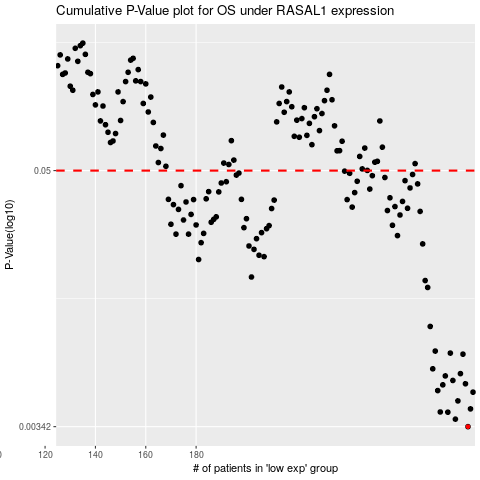 Cumulative P-Value plot for OS under RASAL1 expression
P-Value(log10)
0.05
0.00342
0
120
140
160
180
# of patients in 'low exp' group